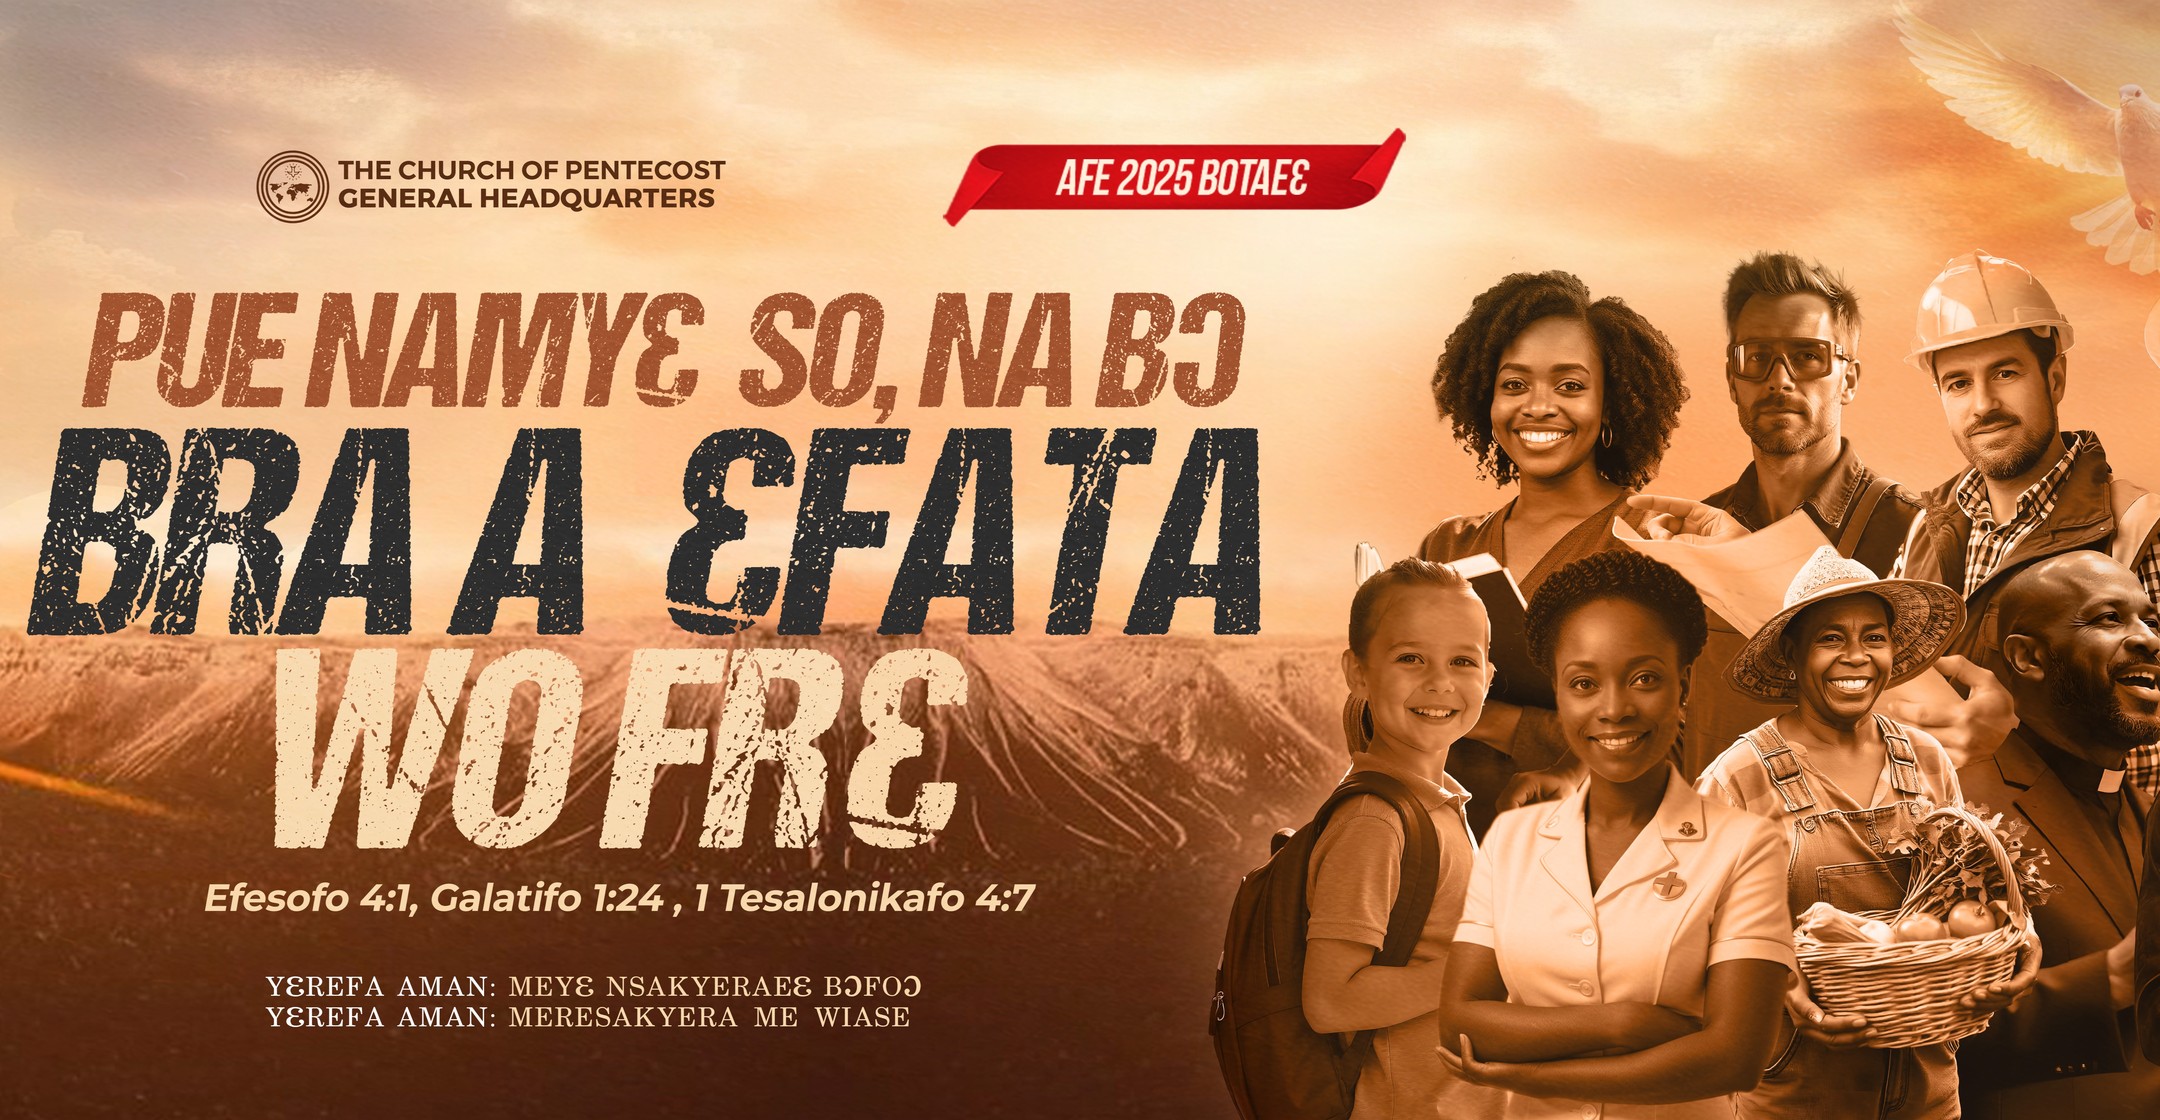 THE CHURCH OF PENTECOST
GENERAL HEADQUARTERS
AFE 2025 BOTAEƐ
PUE NAMYƐ SO, NA BƆ
BRA A ƐFATA
WO FRƐ
Efesofo 4:1, Galatifo 1:24 , 1 Tesalonikafo 4:7
YƐREFA AMAN: MEYƐ NSAKYERAEƐ BƆFOƆ
YƐREFA AMAN: MERESAKYERA ME WIASE